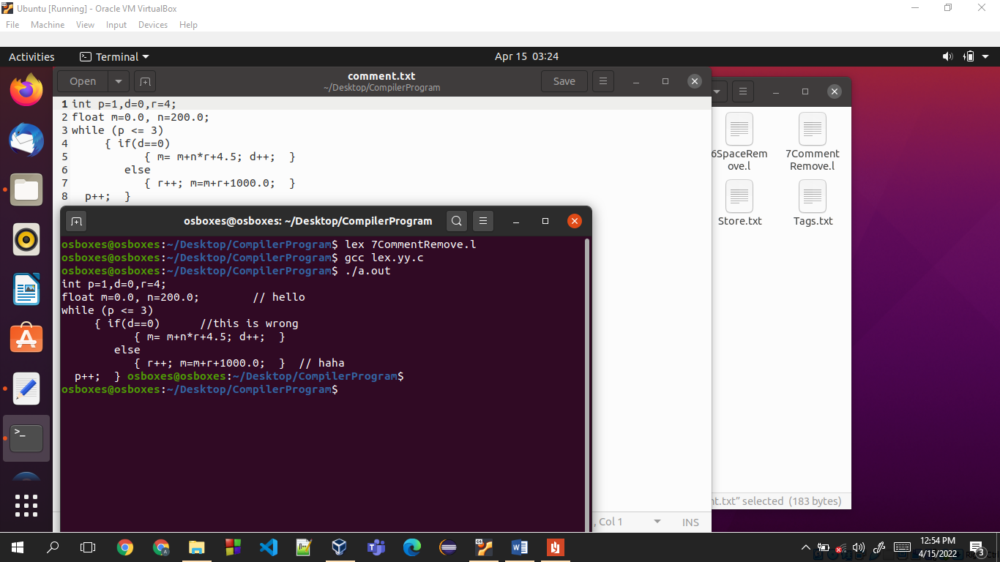 Ubuntu [Running] - Oracle VM VirtualBox
File Machine View Input Devices Help
Activities Terminal Apr 15 03:24
Open comment.txt Save
~/Desktop/CompilerProgram
1 int p=1,d=0,r=4;
2 float m=0.0, n=200.0;
3 while (p <= 3)
4 { if(d==0)
5 { m= m+n*r+4.5; d++; }
6 else
7 { r++; m=m+r+1000.0; }
8 p++; }
6SpaceRem
ove.l
7Comment
Remove.l
Store.txt
Tags.txt
osboxes@osboxes: ~/Desktop/CompilerProgram
osboxes@osboxes:~/Desktop/CompilerProgram$ lex 7CommentRemove.l
osboxes@osboxes:~/Desktop/CompilerProgram$ gcc lex.yy.c
osboxes@osboxes:~/Desktop/CompilerProgram$ ./a.out
int p=1,d=0,r=4;
float m=0.0, n=200.0; // hello
while (p <= 3)
{ if(d==0) //this is wrong
{ m= m+n*r+4.5; d++; }
else
{ r++; m=m+r+1000.0; } // haha
p++; } osboxes@osboxes:~/Desktop/CompilerProgram$
osboxes@osboxes:~/Desktop/CompilerProgram$
nt.txt” selected (183 bytes)
, Col 1 INS
12:54 PM
4/15/2022
3